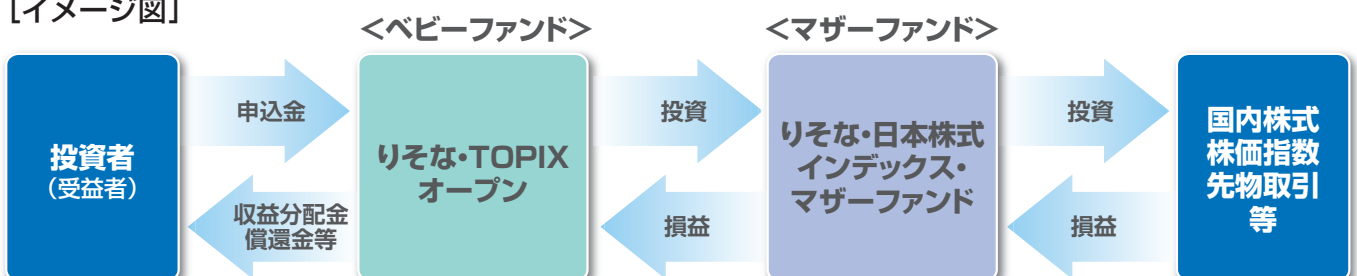 ［イメージ図］
＜ベビーファンド＞
＜マザーファンド＞
投資者
（受益者）
申込金
収益分配金
償還金等
りそな・TOPIX
オープン
投資
損益
りそな・日本株式
インデックス・
マザーファンド
投資
損益
国内株式
株価指数
先物取引
等